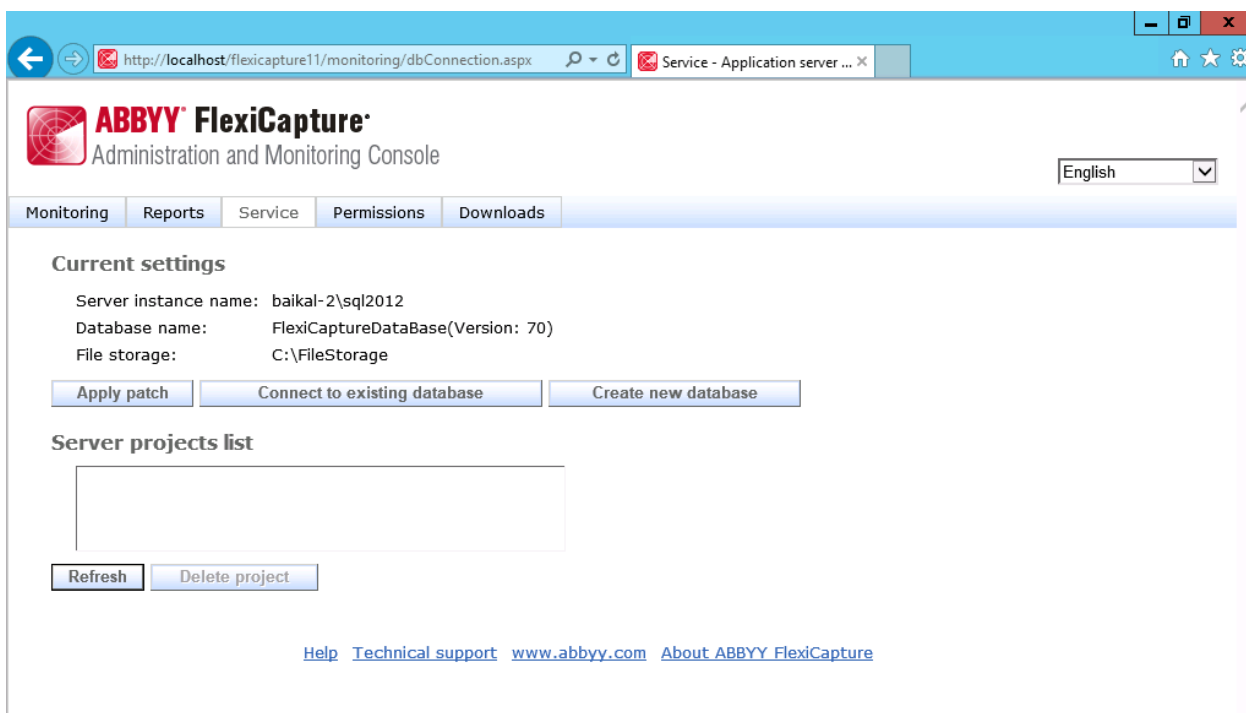 http://localhost/flexicapture11/monitoring/dbConnection.aspx Service - Application server ...
ABBYY® FlexiCapture·
Administration and Monitoring Console
English
Monitoring Reports Service Permissions Downloads
Current settings
Server instance name: baikal-2\sql2012
Database name: FlexiCaptureDataBase(Version: 70)
File storage: C:\FileStorage
Apply patch Connect to existing database Create new database
Server projects list
Refresh Delete project
Help Technical support www.abbyy.com About ABBYY FlexiCapture